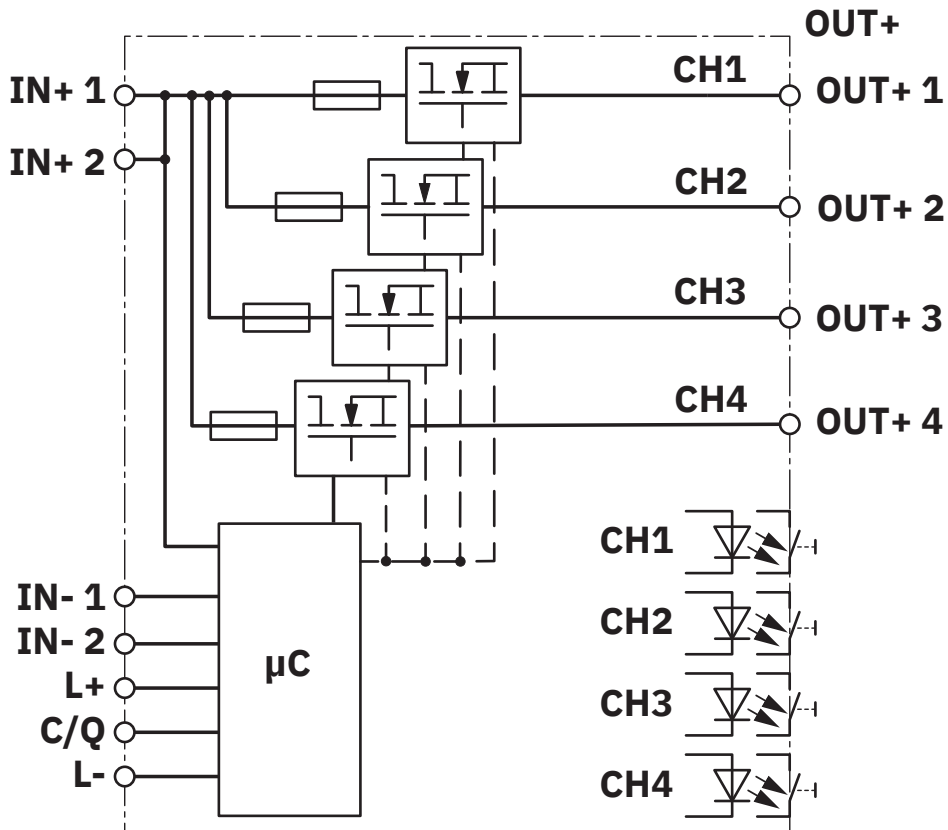 OUT+
IN+ 1
CH1
OUT+ 1
IN+ 2
CH2
OUT+ 2
CH3
OUT+ 3
CH4
OUT+ 4
CH1
IN- 1
CH2
IN- 2
µC
L+
CH3
C/Q
L-
CH4